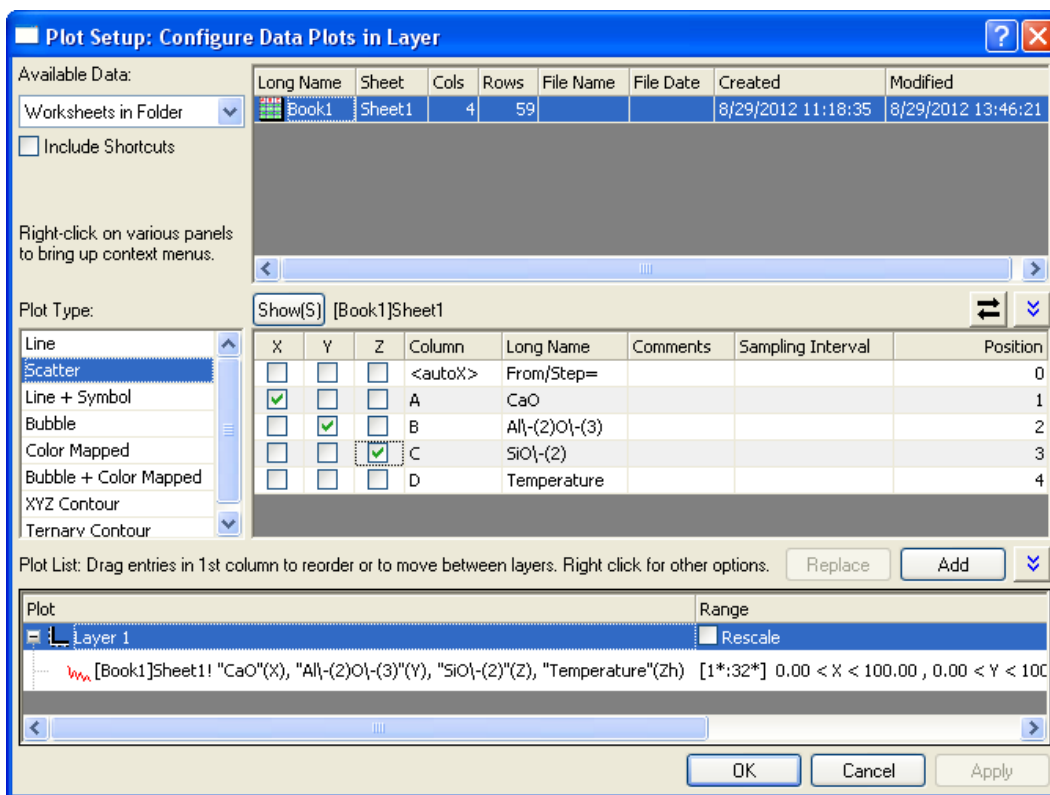 Plot Setup: Configure Data Plots in Layer
Available Data:
Worksheets in Folder
Include Shortcuts
Right-click on various panels
to bring up context menus.
Long Name Sheet Cols Rows File Name File Date Created Modified
Book1 Sheet1 4 59 8/29/2012 11:18:35 8/29/2012 13:46:21
Plot Type:
Line
Scatter
Line + Symbol
Bubble
Color Mapped
Bubble + Color Mapped
XYZ Contour
Ternary Contour
Show(S) [Book1]Sheet1
X Y Z Column Long Name Comments Sampling Interval Position
<autoX> From/Step= 0
A CaO 1
B Al\-(2)O\-(3) 2
C SiO\-(2) 3
D Temperature 4
Plot List: Drag entries in 1st column to reorder or to move between layers. Right click for other options. Replace Add
Plot Range
Layer 1 Rescale
[Book1]Sheet1! "CaO"(X), "Al\-(2)O\-(3)"(Y), "SiO\-(2)"(Z), "Temperature"(Zh) [1*:32*] 0.00 < X < 100.00 , 0.00 < Y < 100
OK Cancel Apply